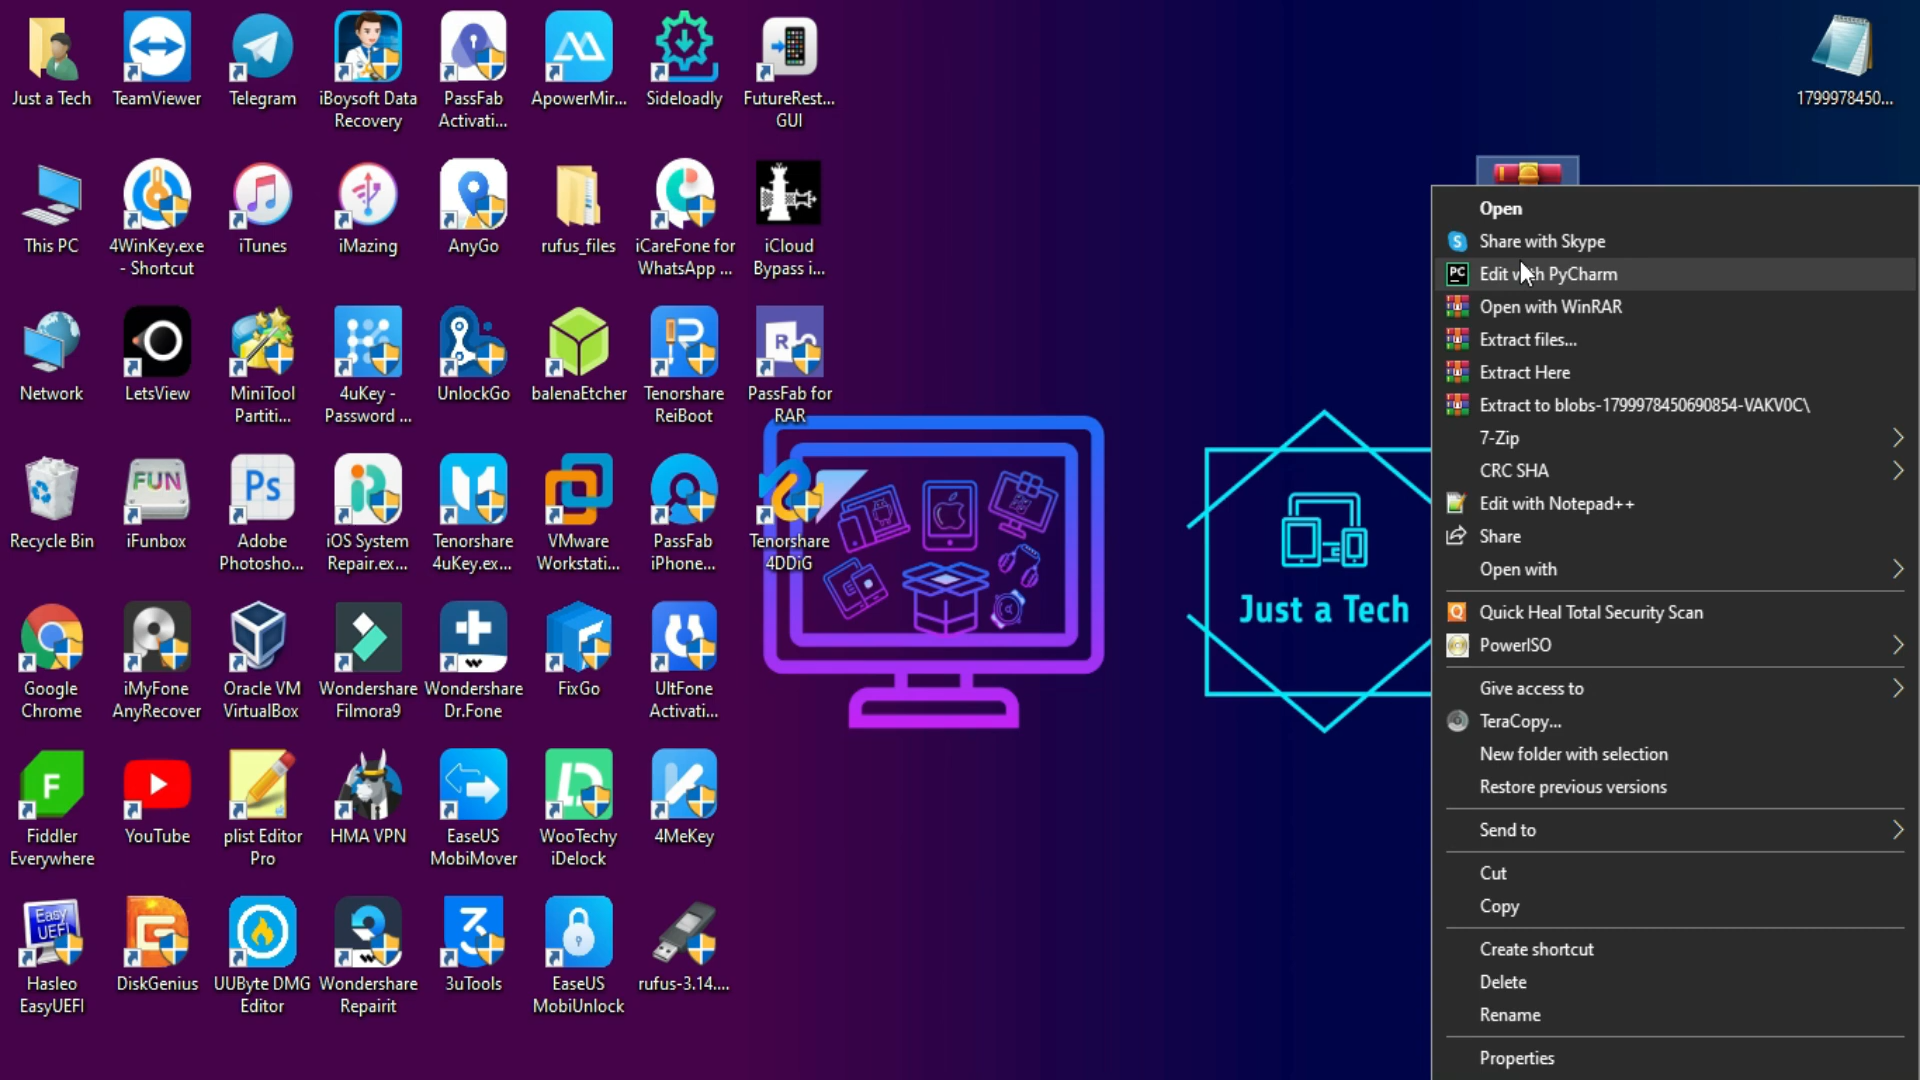 Just a Tech
TeamViewer
Telegram
iBoysoft Data
Recovery
PassFab
Activati...
ApowerMir...
Sideloadly
FutureRest...
GUI
1799978450...
This PC
4WinKey.exe
- Shortcut
iTunes
iMazing
AnyGo
rufus_files
iCareFone for
WhatsApp ...
iCloud
Bypass i...
Network
LetsView
MiniTool
Partiti...
4uKey -
Password ...
UnlockGo
balenaEtcher
Tenorshare
ReiBoot
PassFab for
RAR
Recycle Bin
FUN
iFunbox
Ps
Adobe
Photosho...
iOS System
Repair.ex...
Tenorshare
4uKey.ex...
VMware
Workstati...
PassFab
iPhone...
Tenorshare
4DDiG
Just a Tech
Google
Chrome
iMyFone
AnyRecover
Oracle VM
VirtualBox
Wondershare
Filmora9
Wondershare
Dr.Fone
FixGo
UltFone
Activati...
F
Fiddler
Everywhere
YouTube
plist Editor
Pro
HMA VPN
EaseUS
MobiMover
WooTechy
iDelock
4MeKey
Easy
UEFI
Hasleo
EasyUEFI
DiskGenius
UUByte DMG
Editor
Wondershare
Repairit
3uTools
EaseUS
MobiUnlock
rufus-3.14....
Open
S
Share with Skype
PC
Edit with PyCharm
Open with WinRAR
Extract files...
Extract Here
Extract to blobs-1799978450690854-VAKV0C\
7-Zip
CRC SHA
Edit with Notepad++
Share
Open with
Quick Heal Total Security Scan
PowerISO
Give access to
TeraCopy...
New folder with selection
Restore previous versions
Send to
Cut
Copy
Create shortcut
Delete
Rename
Properties